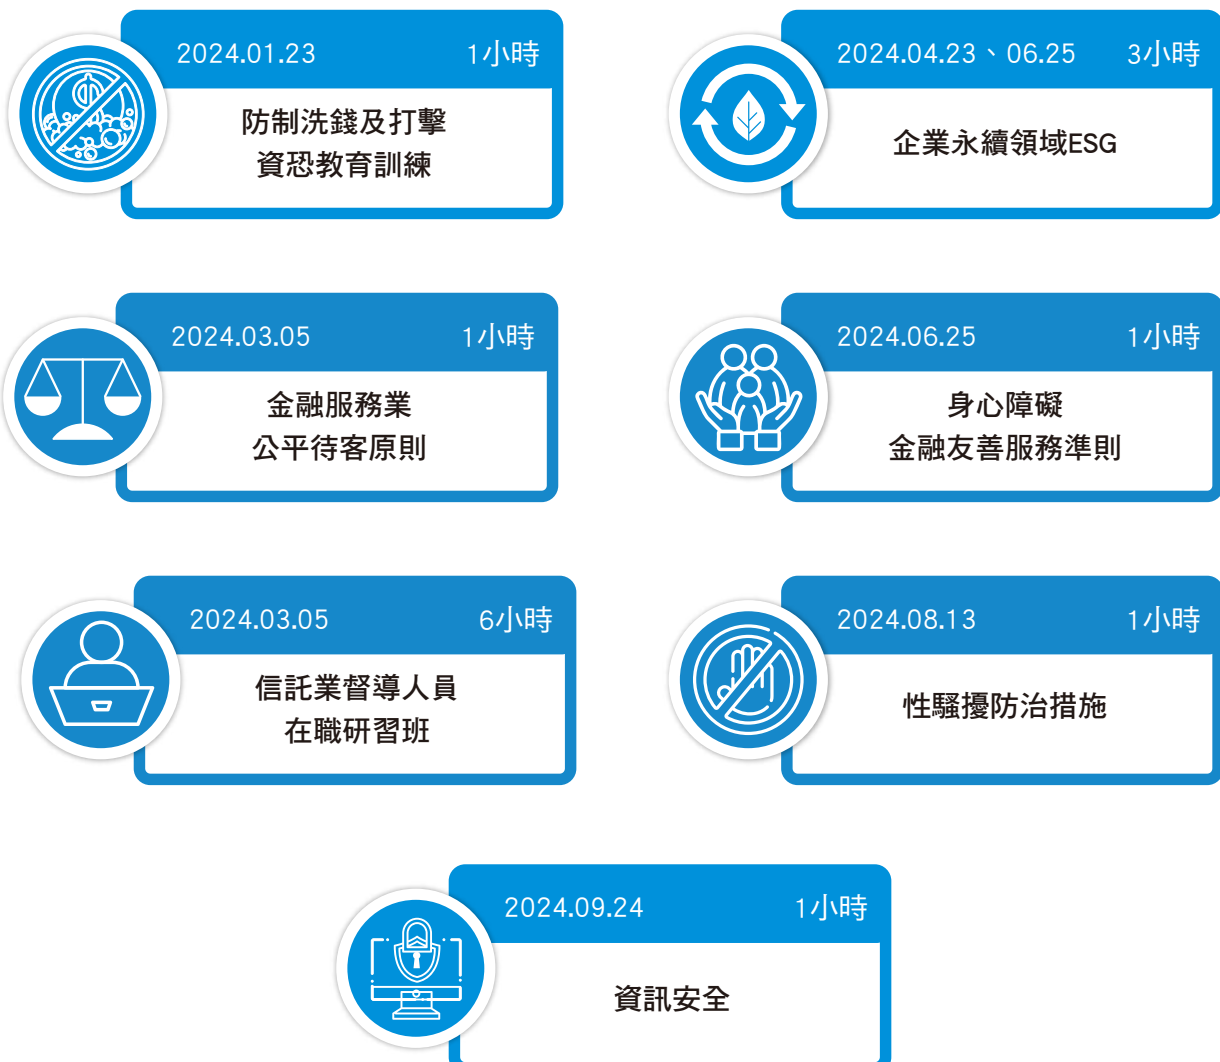 2024.01.23 1小時
防制洗錢及打擊
資恐教育訓練
2024.04.23、06.25 3小時
企業永續領域ESG
2024.03.05 1小時
金融服務業
公平待客原則
2024.06.25 1小時
身心障礙
金融友善服務準則
2024.03.05 6小時
信託業督導人員
在職研習班
2024.08.13 1小時
性騷擾防治措施
2024.09.24 1小時
資訊安全